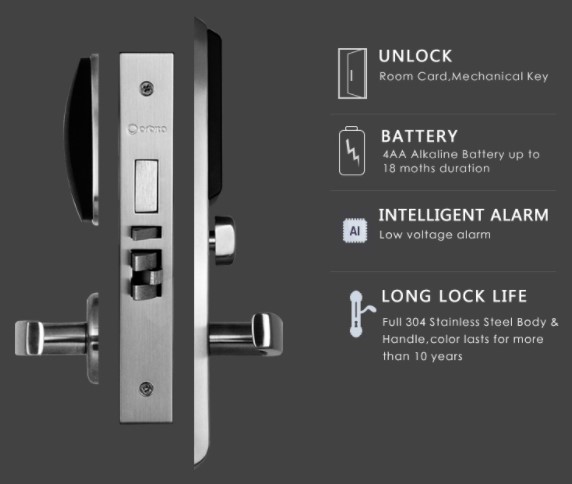 UNLOCK
Room Card,Mechanical Key
BATTERY
4AA Alkaline Battery up to
18 moths duration
AI
INTELLIGENT ALARM
Low voltage alarm
LONG LOCK LIFE
Full 304 Stainless Steel Body &
Handle,color lasts for more
than 10 years